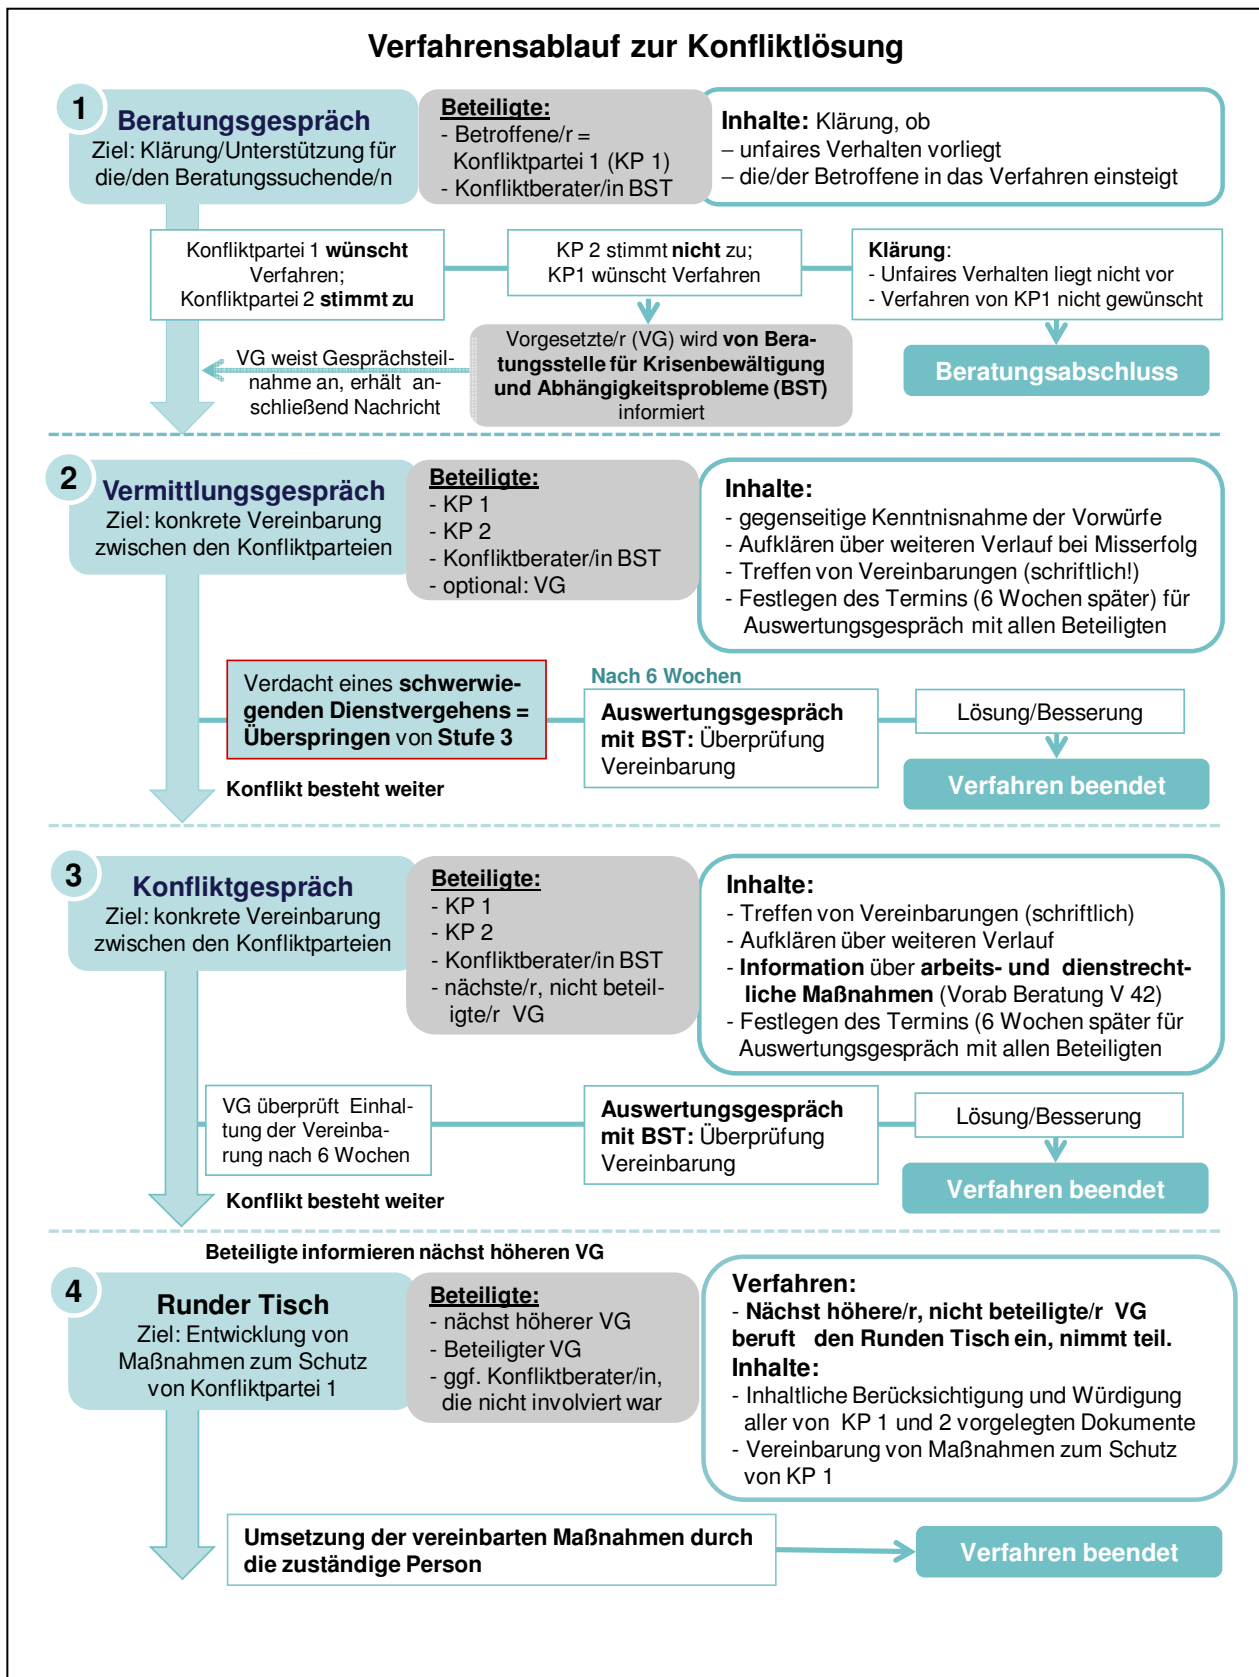 Verfahrensablauf zur Konfliktlösung
1
Beratungsgespräch
Ziel: Klärung/Unterstützung für
die/den Beratungssuchende/n
Beteiligte:
- Betroffene/r =
Konfliktpartei 1 (KP 1)
- Konfliktberater/in BST
Inhalte: Klärung, ob
– unfaires Verhalten vorliegt
– die/der Betroffene in das Verfahren einsteigt
Konfliktpartei 1 wünscht
Verfahren;
Konfliktpartei 2 stimmt zu
KP 2 stimmt nicht zu;
KP1 wünscht Verfahren
Klärung:
- Unfaires Verhalten liegt nicht vor
- Verfahren von KP1 nicht gewünscht
VG weist Gesprächsteil-
nahme an, erhält an-
schließend Nachricht
Vorgesetzte/r (VG) wird von Bera-
tungsstelle für Krisenbewältigung
und Abhängigkeitsprobleme (BST)
informiert
Beratungsabschluss
2
Vermittlungsgespräch
Ziel: konkrete Vereinbarung
zwischen den Konfliktparteien
Beteiligte:
- KP 1
- KP 2
- Konfliktberater/in BST
- optional: VG
Inhalte:
- gegenseitige Kenntnisnahme der Vorwürfe
- Aufklären über weiteren Verlauf bei Misserfolg
- Treffen von Vereinbarungen (schriftlich!)
- Festlegen des Termins (6 Wochen später) für
Auswertungsgespräch mit allen Beteiligten
Verdacht eines schwerwie-
genden Dienstvergehens =
Überspringen von Stufe 3
Nach 6 Wochen
Auswertungsgespräch
mit BST: Überprüfung
Vereinbarung
Lösung/Besserung
Verfahren beendet
Konflikt besteht weiter
3
Konfliktgespräch
Ziel: konkrete Vereinbarung
zwischen den Konfliktparteien
Beteiligte:
- KP 1
- KP 2
- Konfliktberater/in BST
- nächste/r, nicht beteil-
igte/r VG
Inhalte:
- Treffen von Vereinbarungen (schriftlich)
- Aufklären über weiteren Verlauf
- Information über arbeits- und dienstrecht-
liche Maßnahmen (Vorab Beratung V 42)
- Festlegen des Termins (6 Wochen später für
Auswertungsgespräch mit allen Beteiligten
VG überprüft Einhal-
tung der Vereinba-
rung nach 6 Wochen
Auswertungsgespräch
mit BST: Überprüfung
Vereinbarung
Lösung/Besserung
Verfahren beendet
Konflikt besteht weiter
Beteiligte informieren nächst höheren VG
4
Runder Tisch
Ziel: Entwicklung von
Maßnahmen zum Schutz
von Konfliktpartei 1
Beteiligte:
- nächst höherer VG
- Beteiligter VG
- ggf. Konfliktberater/in,
die nicht involviert war
Verfahren:
- Nächst höhere/r, nicht beteiligte/r VG
beruft den Runden Tisch ein, nimmt teil.
Inhalte:
- Inhaltliche Berücksichtigung und Würdigung
aller von KP 1 und 2 vorgelegten Dokumente
- Vereinbarung von Maßnahmen zum Schutz
von KP 1
Umsetzung der vereinbarten Maßnahmen durch
die zuständige Person
Verfahren beendet